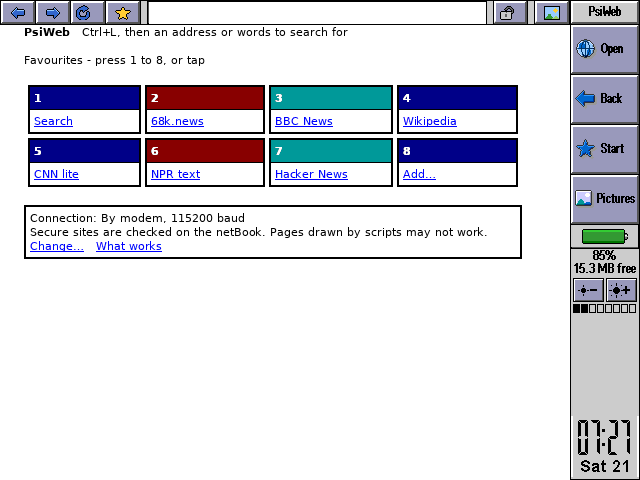 PsiWeb
PsiWeb Ctrl+L, then an address or words to search for
Favourites - press 1 to 8, or tap
1 2 3 4
Search 68k.news BBC News Wikipedia
5 6 7 8
CNN lite NPR text Hacker News Add...
Connection: By modem, 115200 baud
Secure sites are checked on the netBook. Pages drawn by scripts may not work.
Change... What works
Open
Back
Start
Pictures
85%
15.3 MB free
07:27
Sat 21